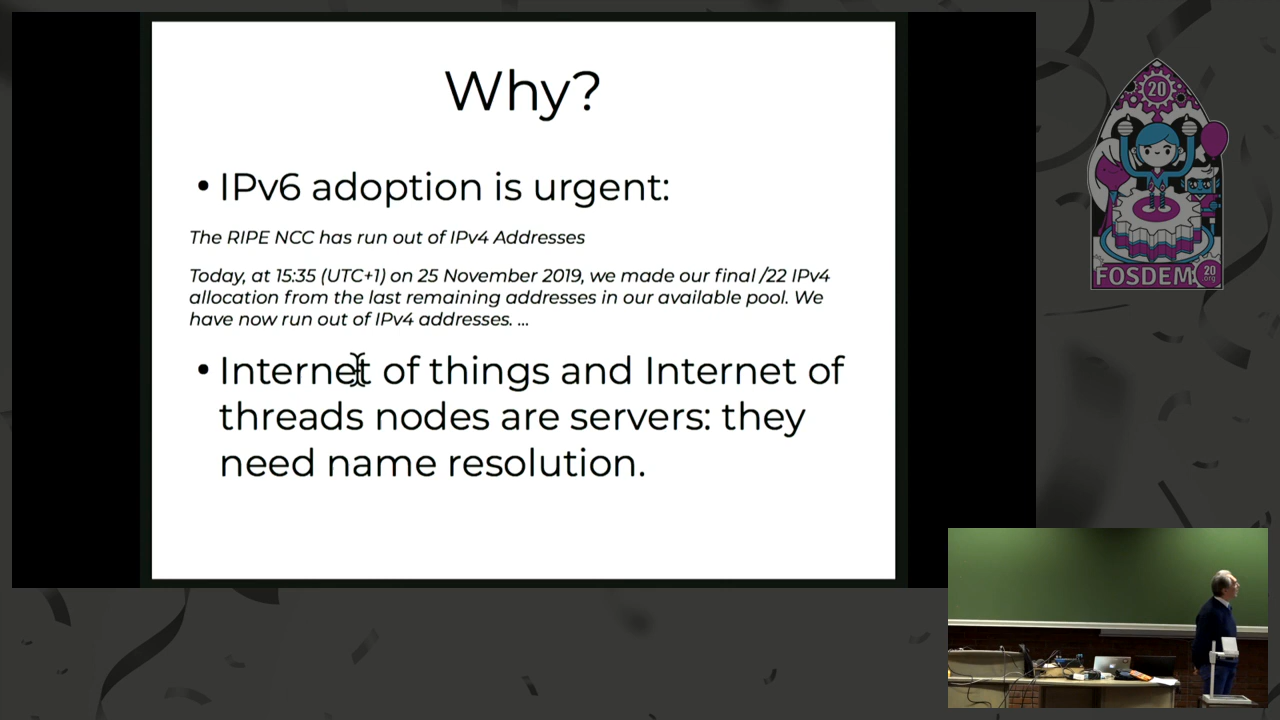 Why?
• IPv6 adoption is urgent:
The RIPE NCC has run out of IPv4 Addresses
Today, at 15:35 (UTC+1) on 25 November 2019, we made our final /22 IPv4
allocation from the last remaining addresses in our available pool. We
have now run out of IPv4 addresses. ...
• Internet of things and Internet of
threads nodes are servers: they
need name resolution.
20
FOSDEM
20
.org